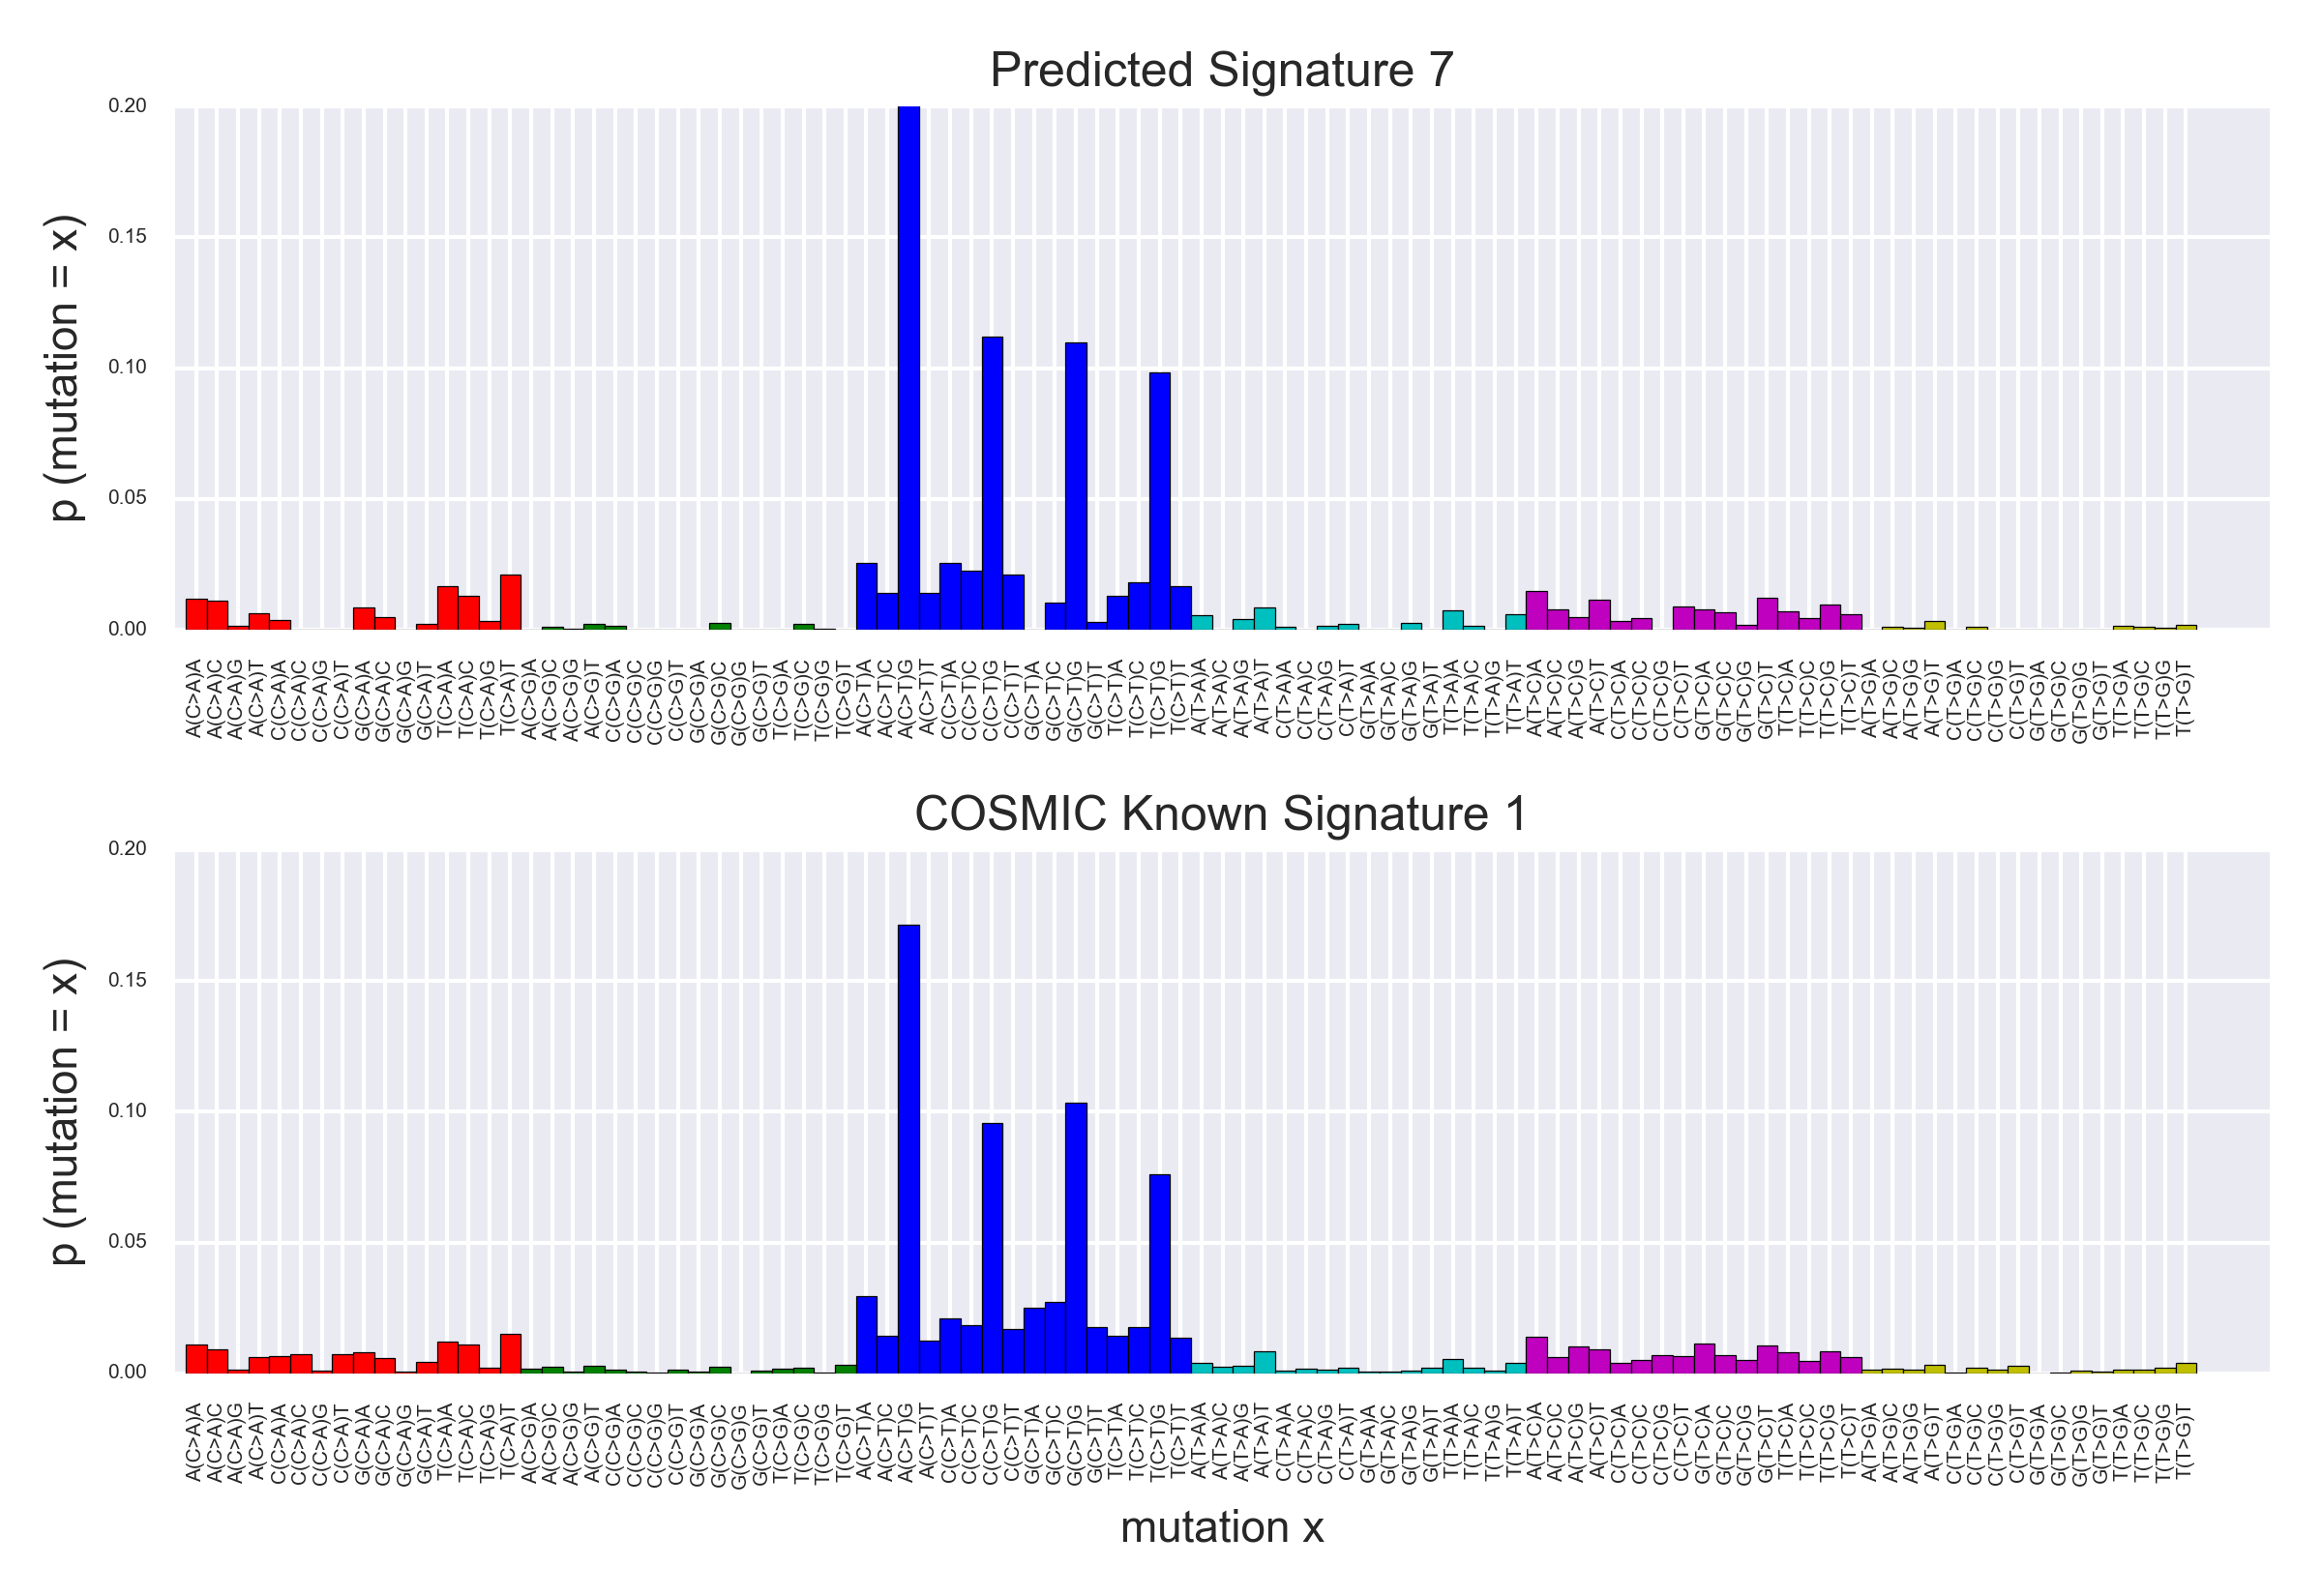 Predicted Signature 7
p (mutation = x)
0.20
0.15
0.10
0.05
0.00
A(C>A)A A(C>A)C A(C>A)G A(C>A)T C(C>A)A C(C>A)C C(C>A)G C(C>A)T G(C>A)A G(C>A)C G(C>A)G G(C>A)T T(C>A)A T(C>A)C T(C>A)G T(C>A)T A(C>G)A A(C>G)C A(C>G)G A(C>G)T C(C>G)A C(C>G)C C(C>G)G C(C>G)T G(C>G)A G(C>G)C G(C>G)G G(C>G)T T(C>G)A T(C>G)C T(C>G)G T(C>G)T A(C>T)A A(C>T)C A(C>T)G A(C>T)T C(C>T)A C(C>T)C C(C>T)G C(C>T)T G(C>T)A G(C>T)C G(C>T)G G(C>T)T T(C>T)A T(C>T)C T(C>T)G T(C>T)T A(T>A)A A(T>A)C A(T>A)G A(T>A)T C(T>A)A C(T>A)C C(T>A)G C(T>A)T G(T>A)A G(T>A)C G(T>A)G G(T>A)T T(T>A)A T(T>A)C T(T>A)G T(T>A)T A(T>C)A A(T>C)C A(T>C)G A(T>C)T C(T>C)A C(T>C)C C(T>C)G C(T>C)T G(T>C)A G(T>C)C G(T>C)G G(T>C)T T(T>C)A T(T>C)C T(T>C)G T(T>C)T A(T>G)A A(T>G)C A(T>G)G A(T>G)T C(T>G)A C(T>G)C C(T>G)G C(T>G)T G(T>G)A G(T>G)C G(T>G)G G(T>G)T T(T>G)A T(T>G)C T(T>G)G T(T>G)T
COSMIC Known Signature 1
p (mutation = x)
0.20
0.15
0.10
0.05
0.00
A(C>A)A A(C>A)C A(C>A)G A(C>A)T C(C>A)A C(C>A)C C(C>A)G C(C>A)T G(C>A)A G(C>A)C G(C>A)G G(C>A)T T(C>A)A T(C>A)C T(C>A)G T(C>A)T A(C>G)A A(C>G)C A(C>G)G A(C>G)T C(C>G)A C(C>G)C C(C>G)G C(C>G)T G(C>G)A G(C>G)C G(C>G)G G(C>G)T T(C>G)A T(C>G)C T(C>G)G T(C>G)T A(C>T)A A(C>T)C A(C>T)G A(C>T)T C(C>T)A C(C>T)C C(C>T)G C(C>T)T G(C>T)A G(C>T)C G(C>T)G G(C>T)T T(C>T)A T(C>T)C T(C>T)G T(C>T)T A(T>A)A A(T>A)C A(T>A)G A(T>A)T C(T>A)A C(T>A)C C(T>A)G C(T>A)T G(T>A)A G(T>A)C G(T>A)G G(T>A)T T(T>A)A T(T>A)C T(T>A)G T(T>A)T A(T>C)A A(T>C)C A(T>C)G A(T>C)T C(T>C)A C(T>C)C C(T>C)G C(T>C)T G(T>C)A G(T>C)C G(T>C)G G(T>C)T T(T>C)A T(T>C)C T(T>C)G T(T>C)T A(T>G)A A(T>G)C A(T>G)G A(T>G)T C(T>G)A C(T>G)C C(T>G)G C(T>G)T G(T>G)A G(T>G)C G(T>G)G G(T>G)T T(T>G)A T(T>G)C T(T>G)G T(T>G)T
mutation x